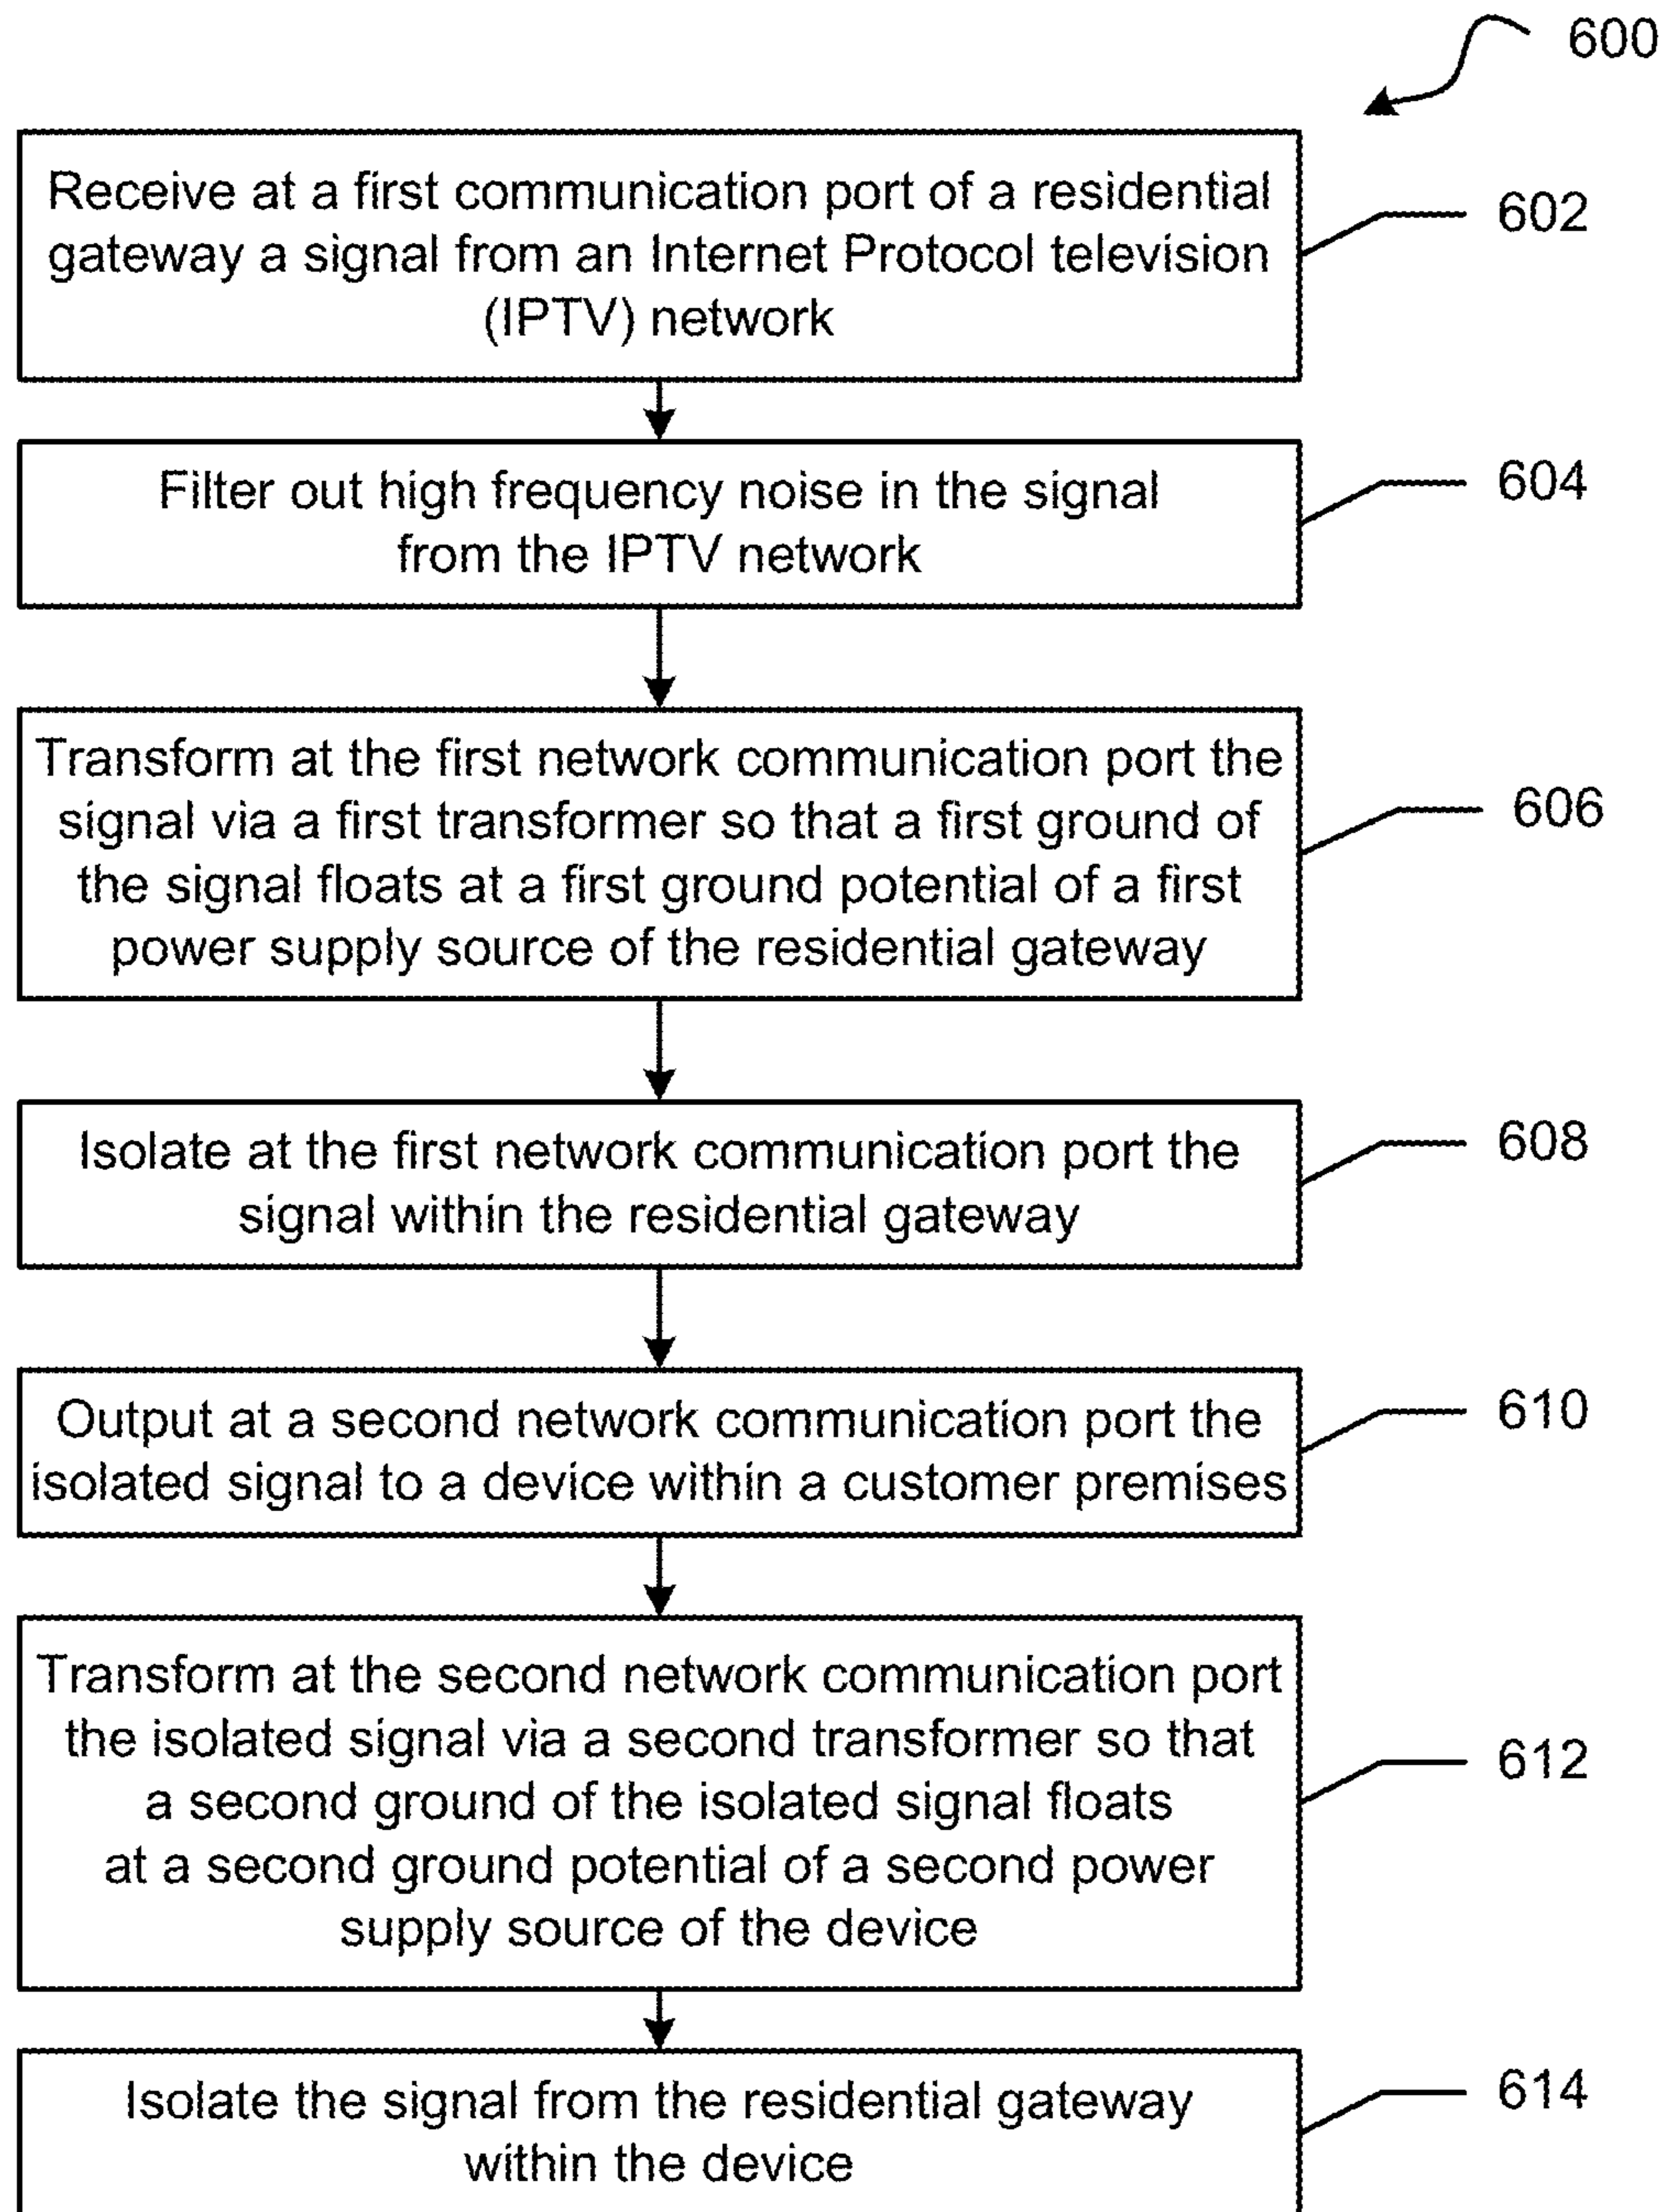 600
Receive at a first communication port of a residential
gateway a signal from an Internet Protocol television
(IPTV) network
602
Filter out high frequency noise in the signal
from the IPTV network
604
Transform at the first network communication port the
signal via a first transformer so that a first ground of
the signal floats at a first ground potential of a first
power supply source of the residential gateway
606
Isolate at the first network communication port the
signal within the residential gateway
608
Output at a second network communication port the
isolated signal to a device within a customer premises
610
Transform at the second network communication port
the isolated signal via a second transformer so that
a second ground of the isolated signal floats
at a second ground potential of a second power
supply source of the device
612
Isolate the signal from the residential gateway
within the device
614